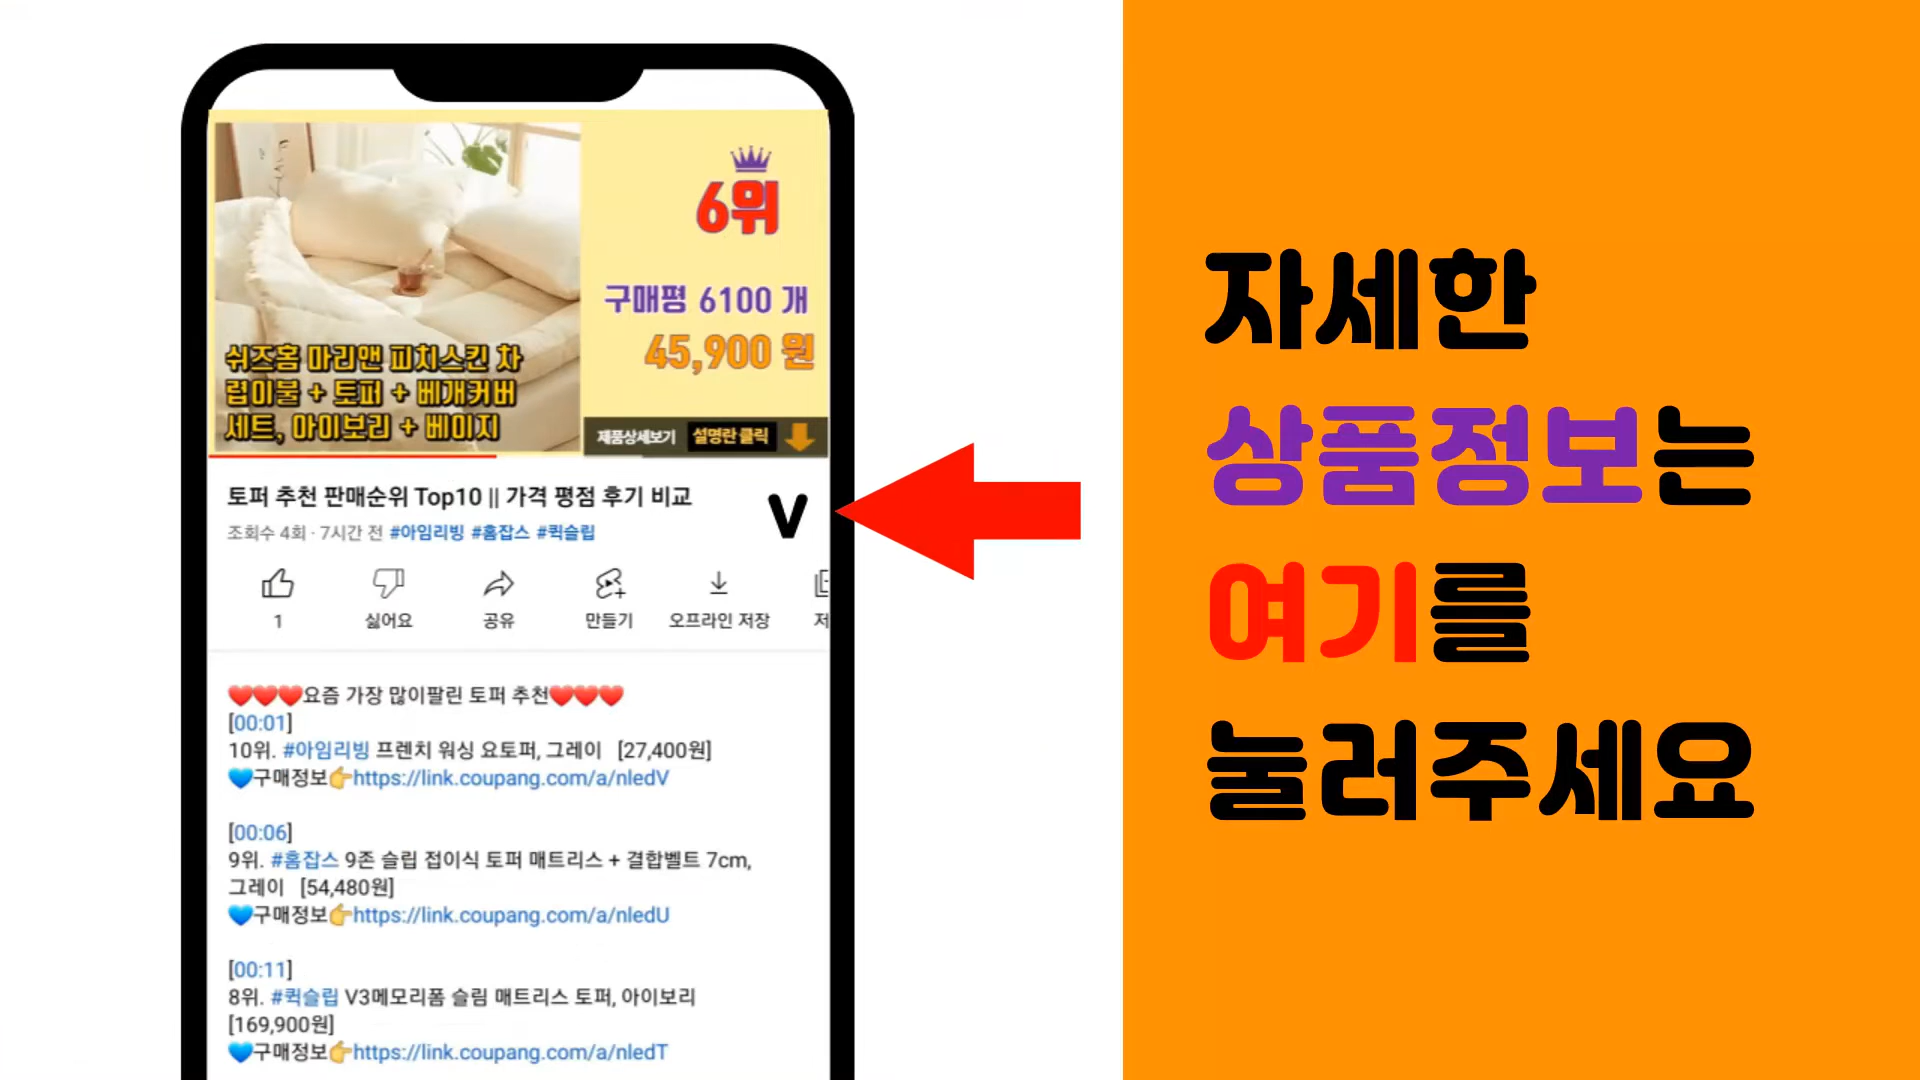 6위
구매평 6100 개
45,900 원
쉬즈홈 마리앤 피치스킨 차
렵이불 + 토퍼 + 베개커버
세트, 아이보리 + 베이지
제품상세보기 설명란 클릭
토퍼 추천 판매순위 Top10 || 가격 평점 후기 비교
V
조회수 4회 · 7시간 전 #아임리빙 #홈잡스 #퀵슬립
1 싫어요 공유 만들기 오프라인 저장 저
❤️❤️❤️요즘 가장 많이팔린 토퍼 추천❤️❤️❤️
[00:01]
10위. #아임리빙 프렌치 워싱 요토퍼, 그레이 [27,400원]
💙구매정보👉https://link.coupang.com/a/nledV
[00:06]
9위. #홈잡스 9존 슬립 접이식 토퍼 매트리스 + 결합벨트 7cm,
그레이 [54,480원]
💙구매정보👉https://link.coupang.com/a/nledU
[00:11]
8위. #퀵슬립 V3메모리폼 슬림 매트리스 토퍼, 아이보리
[169,900원]
💙구매정보👉https://link.coupang.com/a/nledT
자세한
상품정보는
여기를
눌러주세요